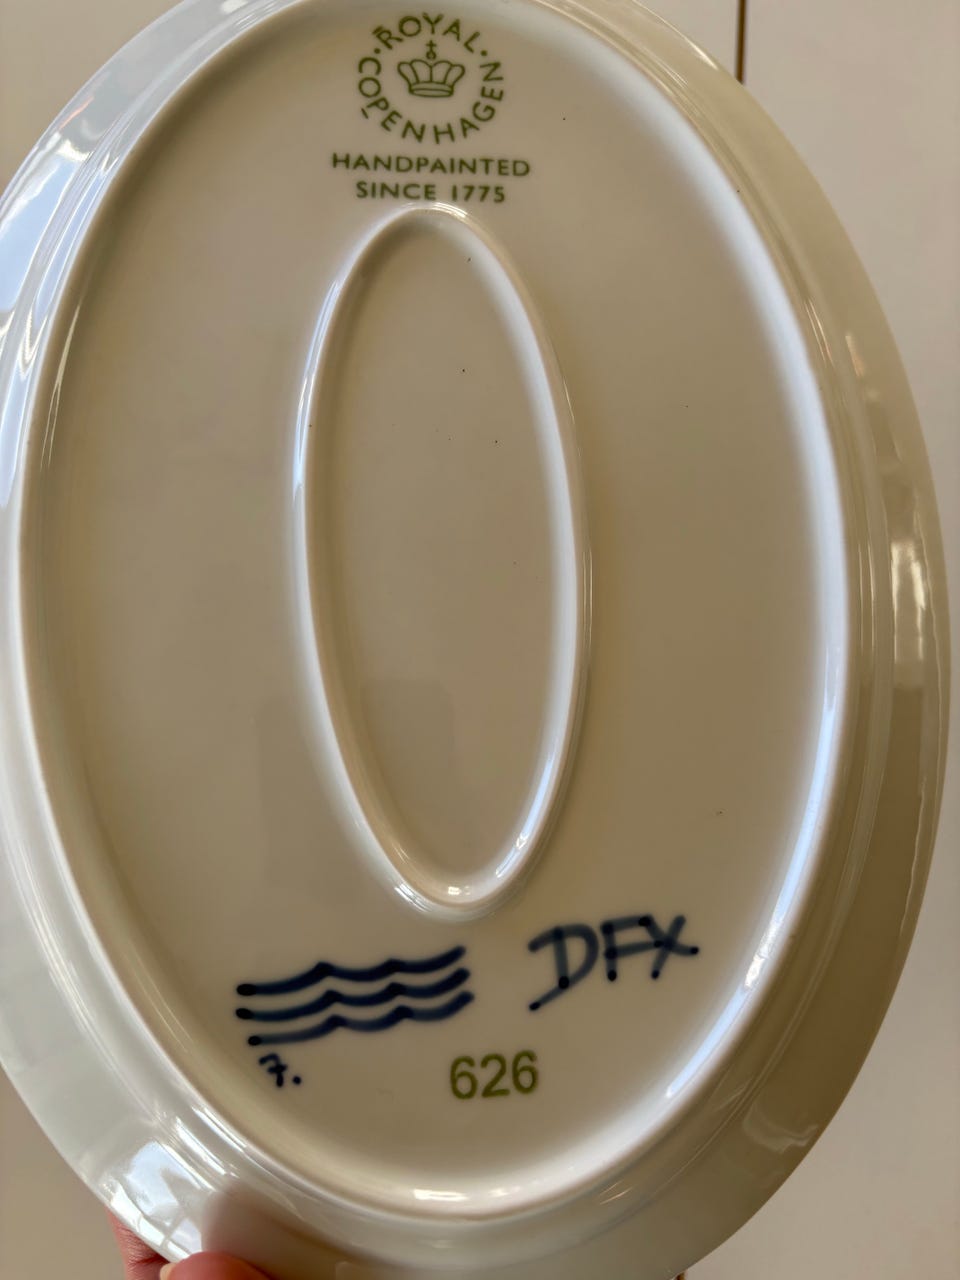 ROYAL COPENHAGEN
HANDPAINTED
SINCE 1775
DFX
7.
626